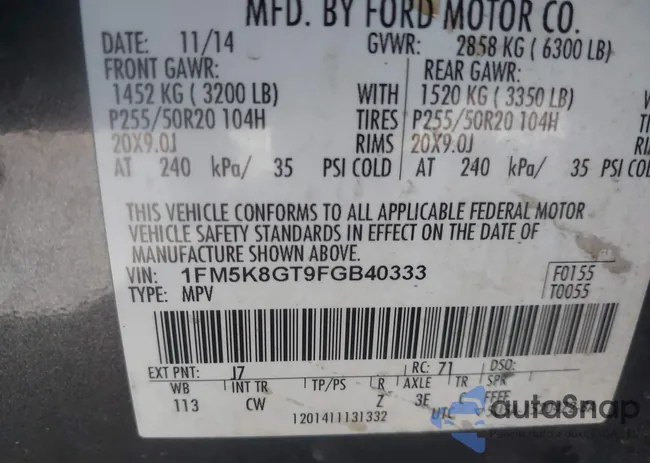 MFD. BY FORD MOTOR CO.
DATE: 11/14 GVWR: 2858 KG ( 6300 LB)
FRONT GAWR: REAR GAWR:
1452 KG ( 3200 LB) WITH 1520 KG ( 3350 LB)
P255/50R20 104H TIRES P255/50R20 104H
20X9.0J RIMS 20X9.0J
AT 240 kPa/ 35 PSI COLD AT 240 kPa/ 35 PSI COL
THIS VEHICLE CONFORMS TO ALL APPLICABLE FEDERAL MOTOR
VEHICLE SAFETY STANDARDS IN EFFECT ON THE DATE OF
MANUFACTURE SHOWN ABOVE.
VIN: 1FM5K8GT9FGB40333 F0155
TYPE: MPV T0055
EXT PNT: J7 RC: 71 DSO:
WB INT TR TP/PS R AXLE TR SPR
113 CW Z 3E FFFF
1201411131332 UTC
autoSnap